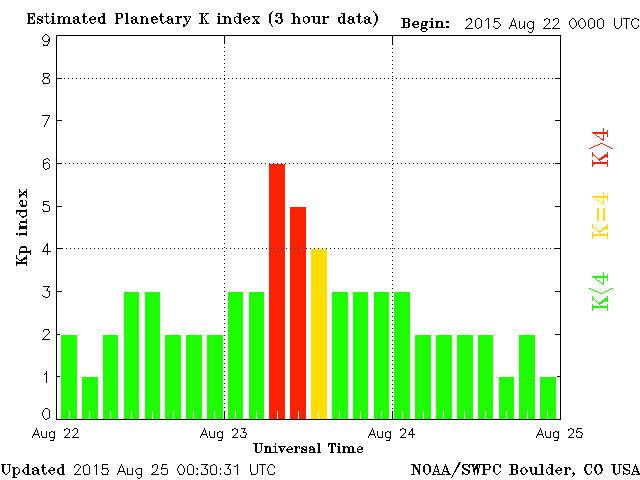 Estimated Planetary K index (3 hour data)
Begin: 2015 Aug 22 0000 UTC
9
8
7
6
5
4
3
2
1
0
Kp index
K>4
K=4
K<4
Aug 22
Aug 23
Aug 24
Aug 25
Universal Time
Updated 2015 Aug 25 00:30:31 UTC
NOAA/SWPC Boulder, CO USA